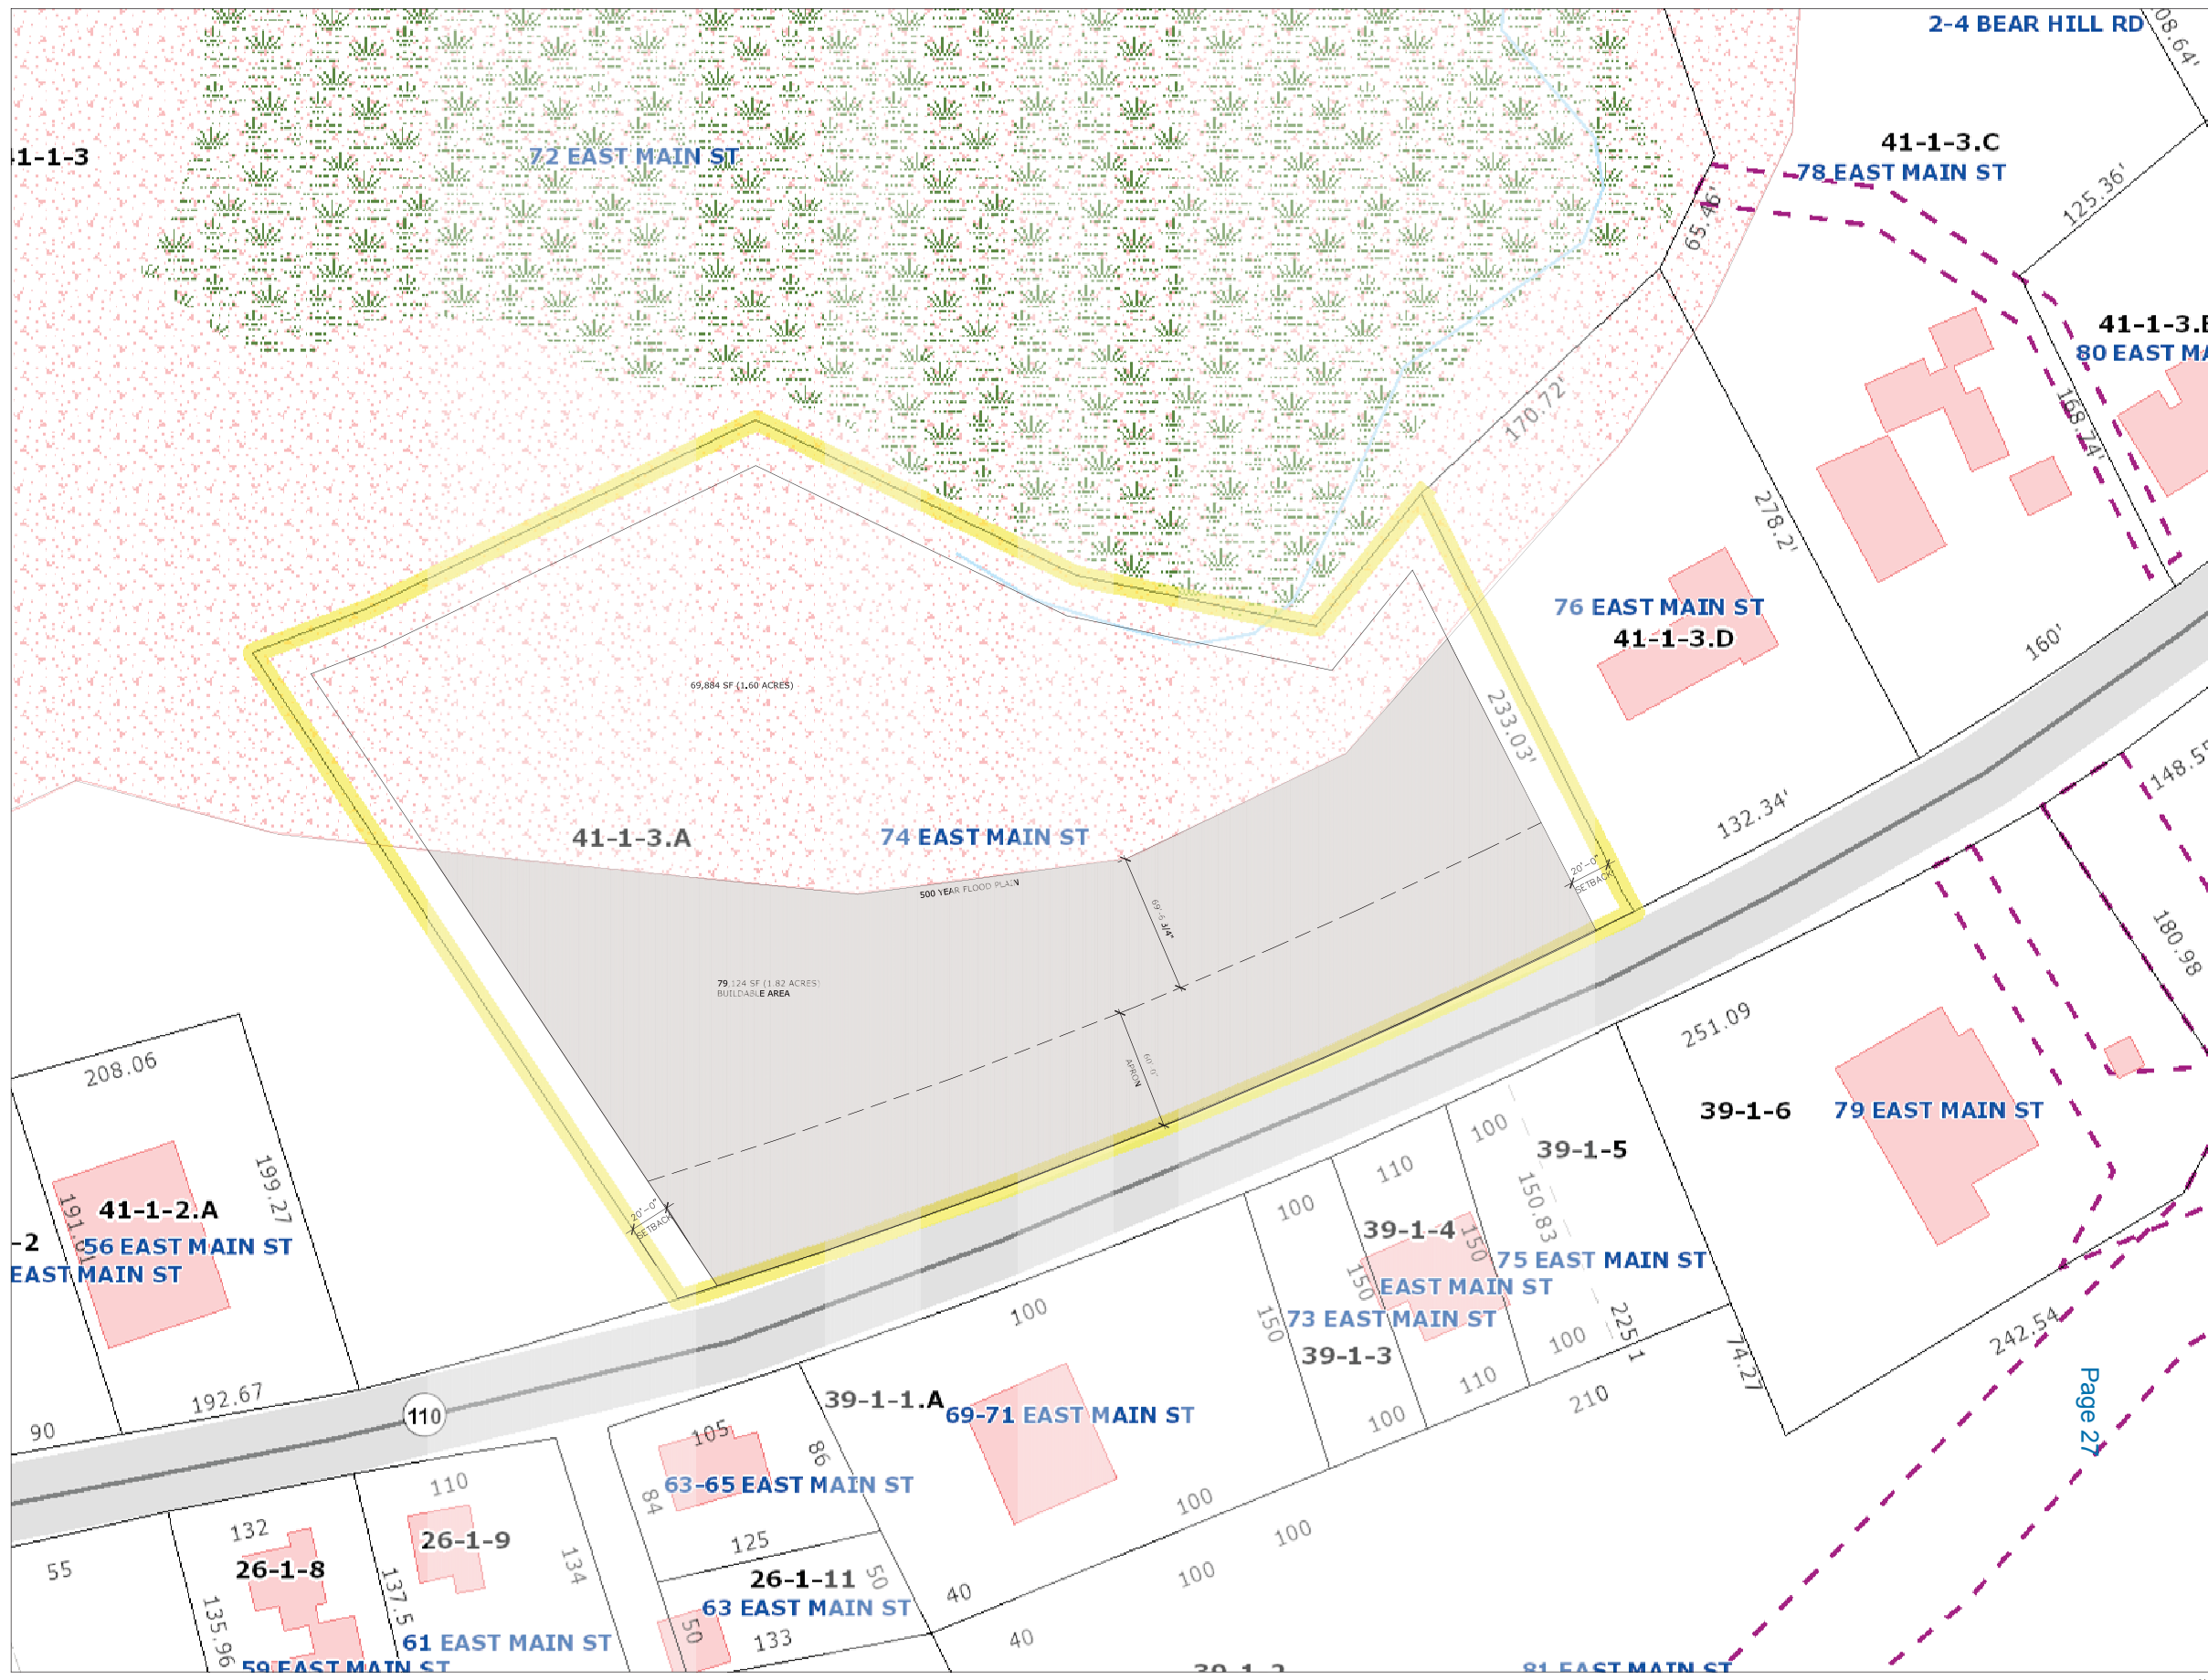 2-4 BEAR HILL RD
08.64'
72 EAST MAIN ST
41-1-3.C
78 EAST MAIN ST
125.36'
65.46'
170.72'
80 EAST MA
168.74'
278.2'
76 EAST MAIN ST
41-1-3.D
160'
69,884 SF (1.60 ACRES)
233.03'
132.34'
41-1-3.A
74 EAST MAIN ST
500 YEAR FLOOD PLAIN
69'-6 3/4"
20'-0"
SETBACK
79,124 SF (1.82 ACRES)
BUILDABLE AREA
60'-0"
APRON
180.98
251.09
39-1-6
79 EAST MAIN ST
208.06
199.27
41-1-2.A
56 EAST MAIN ST
-2
EAST MAIN ST
20'-0"
SETBACK
192.67
90
110
100
100
110
100
39-1-5
150.83
39-1-4
150
150
150
75 EAST MAIN ST
EAST MAIN ST
73 EAST MAIN ST
39-1-3
225.1
100
110
100
210
74.27
242.54
Page 27
39-1-1.A
69-71 EAST MAIN ST
105
86
63-65 EAST MAIN ST
84
125
100
100
100
110
132
26-1-9
26-1-8
134
137.5
135.96
55
26-1-11
50
63 EAST MAIN ST
50
133
40
40
61 EAST MAIN ST
59 EAST MAIN ST
39-1-2
81 EAST MAIN ST